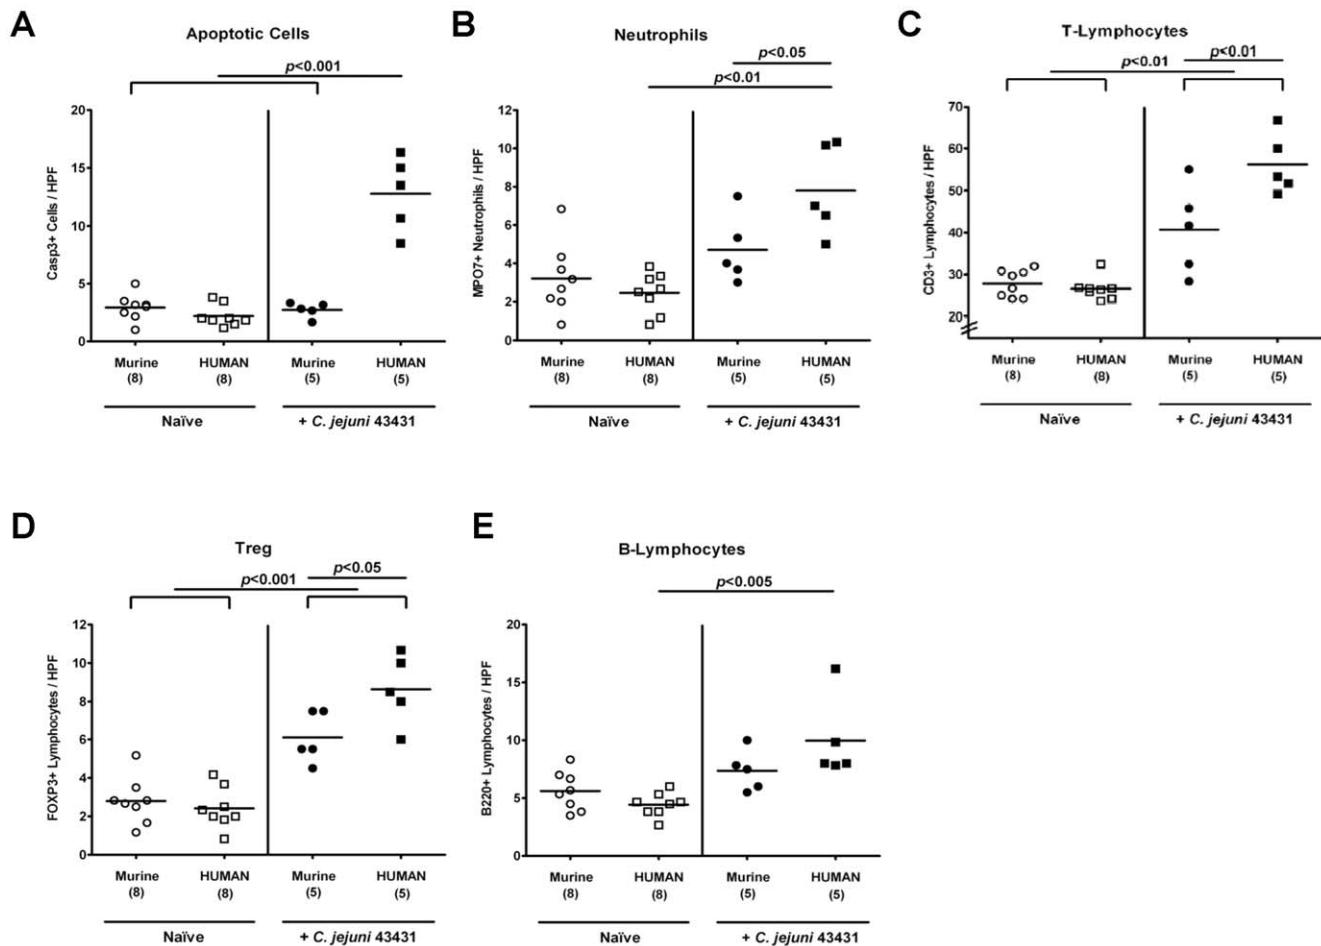 A
Apoptotic Cells
p<0.001
Casp3+ Cells / HPF
20
15
10
5
0
Murine
(8)
HUMAN
(8)
Murine
(5)
HUMAN
(5)
Naïve
+ C. jejuni 43431
B
Neutrophils
p<0.05
p<0.01
MPO7+ Neutrophils / HPF
12
10
8
6
4
2
0
Murine
(8)
HUMAN
(8)
Murine
(5)
HUMAN
(5)
Naïve
+ C. jejuni 43431
C
T-Lymphocytes
p<0.01
p<0.01
CD3+ Lymphocytes / HPF
70
60
50
40
30
20
Murine
(8)
HUMAN
(8)
Murine
(5)
HUMAN
(5)
Naïve
+ C. jejuni 43431
D
Treg
p<0.05
p<0.001
FOXP3+ Lymphocytes / HPF
12
10
8
6
4
2
0
Murine
(8)
HUMAN
(8)
Murine
(5)
HUMAN
(5)
Naïve
+ C. jejuni 43431
E
B-Lymphocytes
p<0.005
B220+ Lymphocytes / HPF
20
15
10
5
0
Murine
(8)
HUMAN
(8)
Murine
(5)
HUMAN
(5)
Naïve
+ C. jejuni 43431